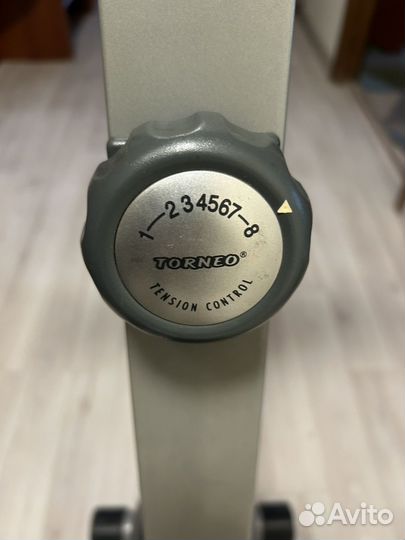 1—234567—8
TORNEO®
TENSION CONTROL
Avito